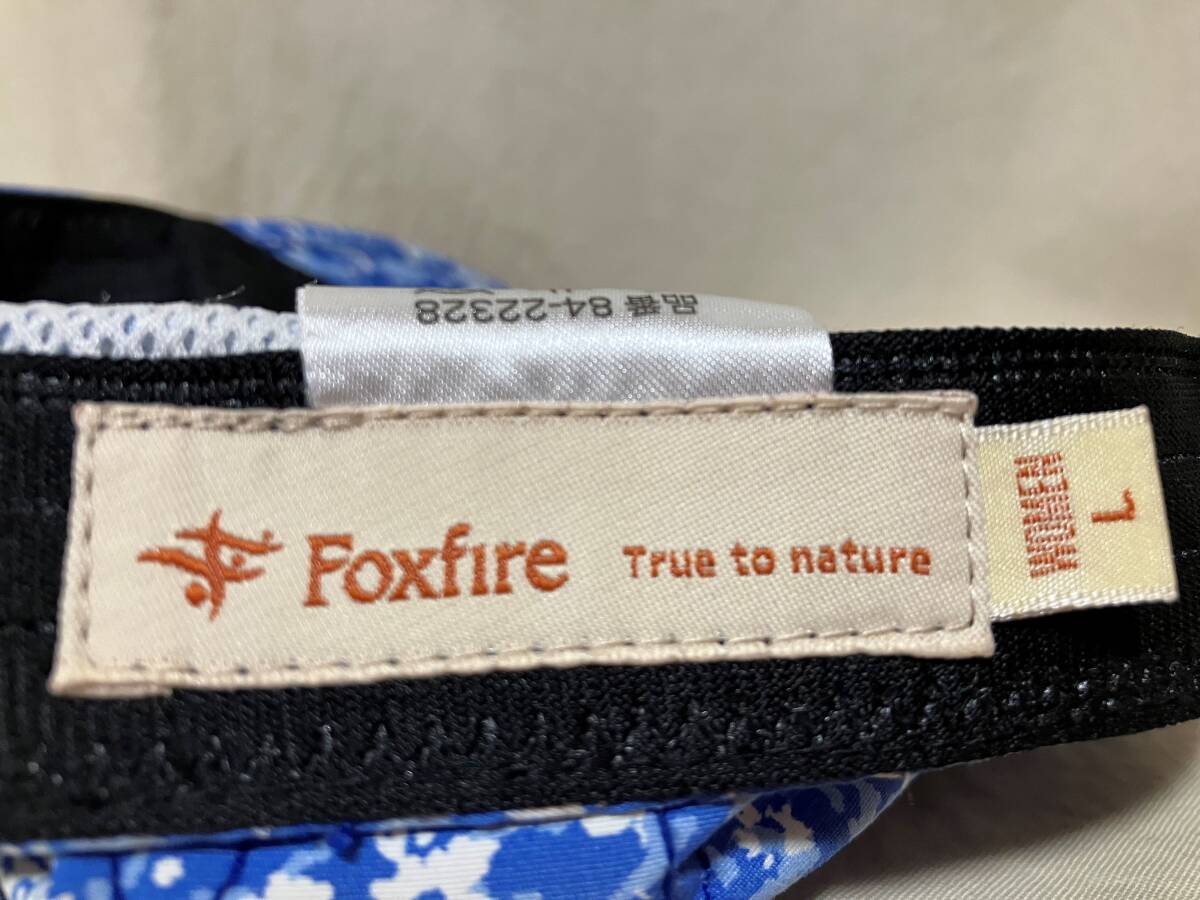 品番 84-22328
Foxfire True to nature
WOMEN
L